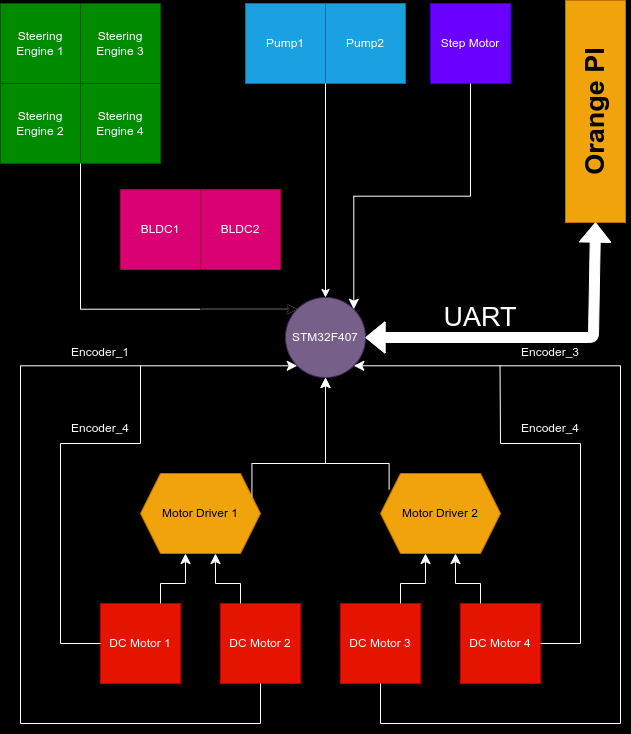 Steering
Engine 1
Steering
Engine 3
Pump1
Pump2
Step Motor
Orange PI
Steering
Engine 2
Steering
Engine 4
BLDC1
BLDC2
UART
STM32F407
Encoder_1
Encoder_3
Encoder_4
Encoder_4
Motor Driver 1
Motor Driver 2
DC Motor 1
DC Motor 2
DC Motor 3
DC Motor 4